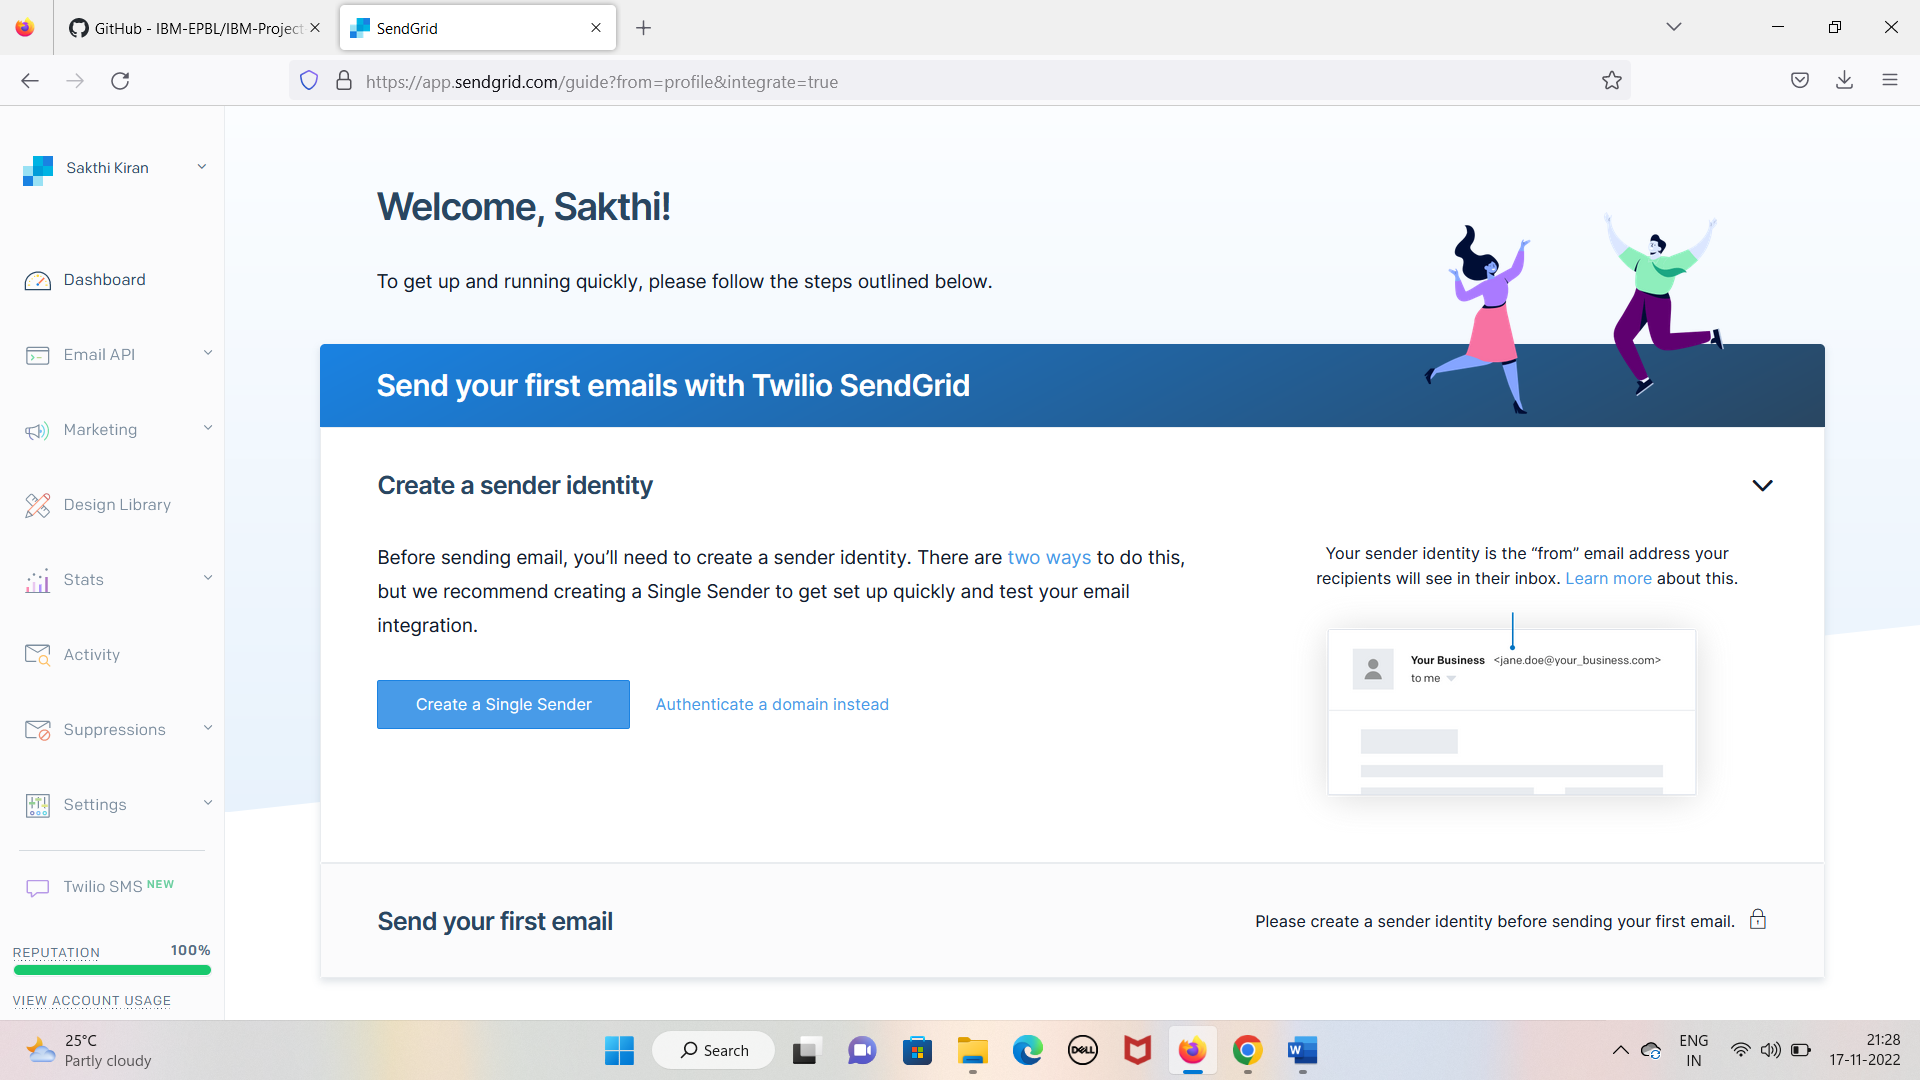 GitHub - IBM-EPBL/IBM-Project
SendGrid
https://app.sendgrid.com/guide?from=profile&integrate=true
Sakthi Kiran
Dashboard
Email API
Marketing
Design Library
Stats
Activity
Suppressions
Settings
Twilio SMS NEW
REPUTATION 100%
VIEW ACCOUNT USAGE
Welcome, Sakthi!
To get up and running quickly, please follow the steps outlined below.
Send your first emails with Twilio SendGrid
Create a sender identity
Before sending email, you’ll need to create a sender identity. There are two ways to do this,
but we recommend creating a Single Sender to get set up quickly and test your email
integration.
Create a Single Sender
Authenticate a domain instead
Your sender identity is the “from” email address your
recipients will see in their inbox. Learn more about this.
Your Business <jane.doe@your_business.com>
to me
Send your first email
Please create a sender identity before sending your first email.
25°C
Partly cloudy
Search
DELL
W
ENG
IN
21:28
17-11-2022